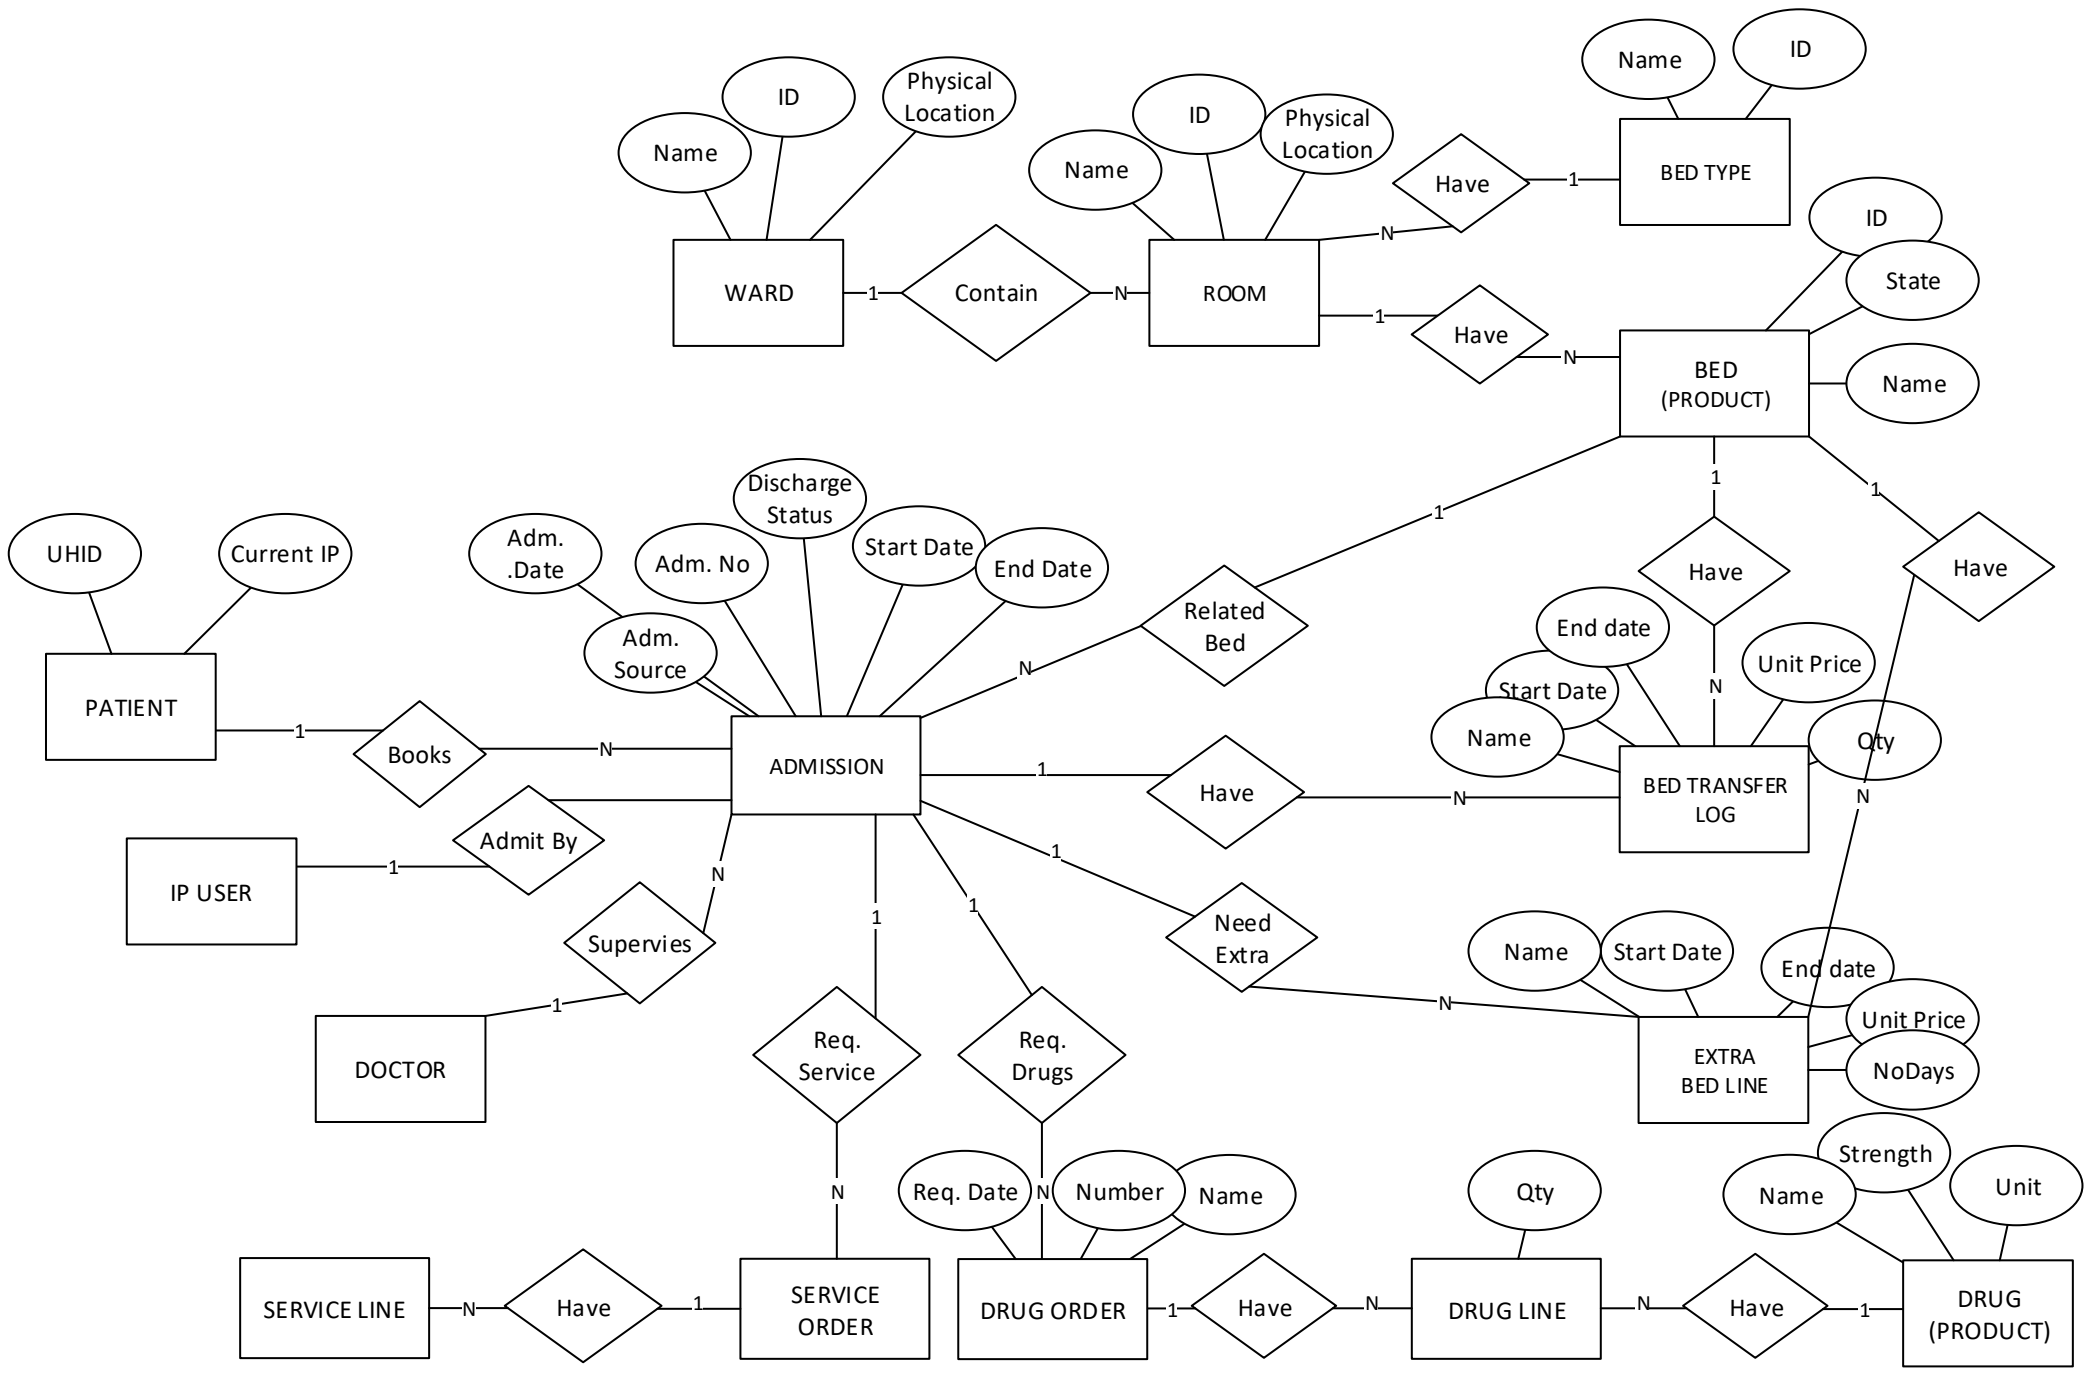 Name
ID
Physical
Location
Name
ID
Physical
Location
Name
ID
Have
1
BED TYPE
N
ID
State
WARD
1
Contain
N
ROOM
1
Have
N
BED
(PRODUCT)
Name
1
1
1
UHID
Current IP
Adm.
.Date
Adm. No
Discharge
Status
Start Date
End Date
Adm.
Source
Related
Bed
N
Have
Have
End date
Start Date
Name
N
Unit Price
Qty
N
PATIENT
1
Books
N
ADMISSION
1
Have
N
BED TRANSFER
LOG
IP USER
1
Admit By
N
1
1
1
Supervies
Need
Extra
N
Name
Start Date
End date
Unit Price
NoDays
EXTRA
BED LINE
DOCTOR
1
Req.
Service
Req.
Drugs
N
N
Req. Date
Number
Name
Qty
Name
Strength
Unit
SERVICE LINE
N
Have
1
SERVICE
ORDER
DRUG ORDER
1
Have
N
DRUG LINE
N
Have
1
DRUG
(PRODUCT)